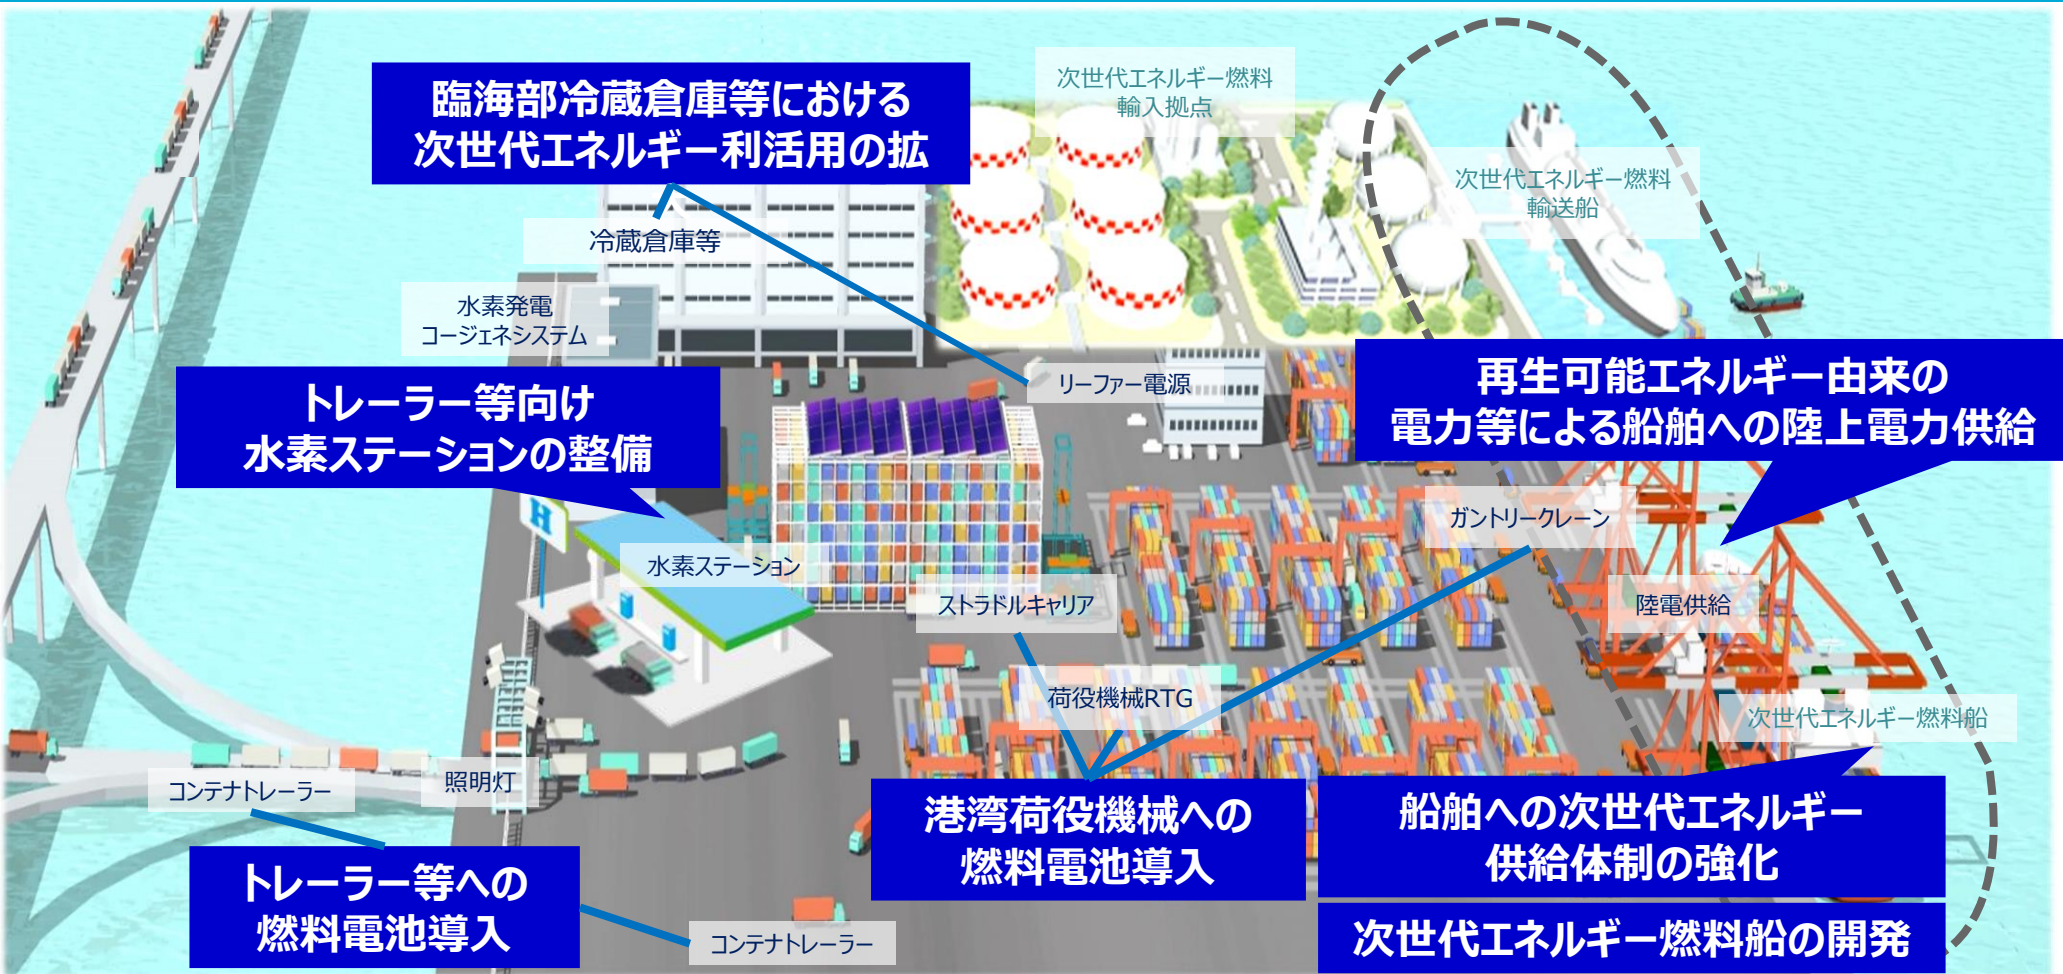 臨海部冷蔵倉庫等における
次世代エネルギー利活用の拡
次世代エネルギー燃料
輸入拠点
次世代エネルギー燃料
輸送船
冷蔵倉庫等
水素発電
コージェネシステム
リーファー電源
トレーラー等向け
水素ステーションの整備
再生可能エネルギー由来の
電力等による船舶への陸上電力供給
H
ガントリークレーン
水素ステーション
ストラドルキャリア
陸電供給
荷役機械RTG
次世代エネルギー燃料船
コンテナトレーラー
照明灯
港湾荷役機械への
燃料電池導入
船舶への次世代エネルギー
供給体制の強化
トレーラー等への
燃料電池導入
コンテナトレーラー
次世代エネルギー燃料船の開発